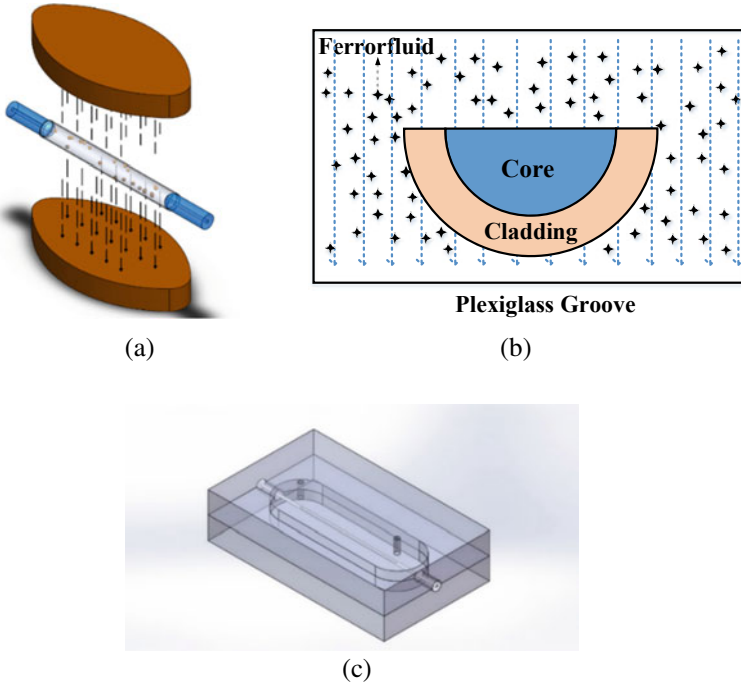 Ferrorfluid
Core
Cladding
Plexiglass Groove
(a)
(b)
(c)